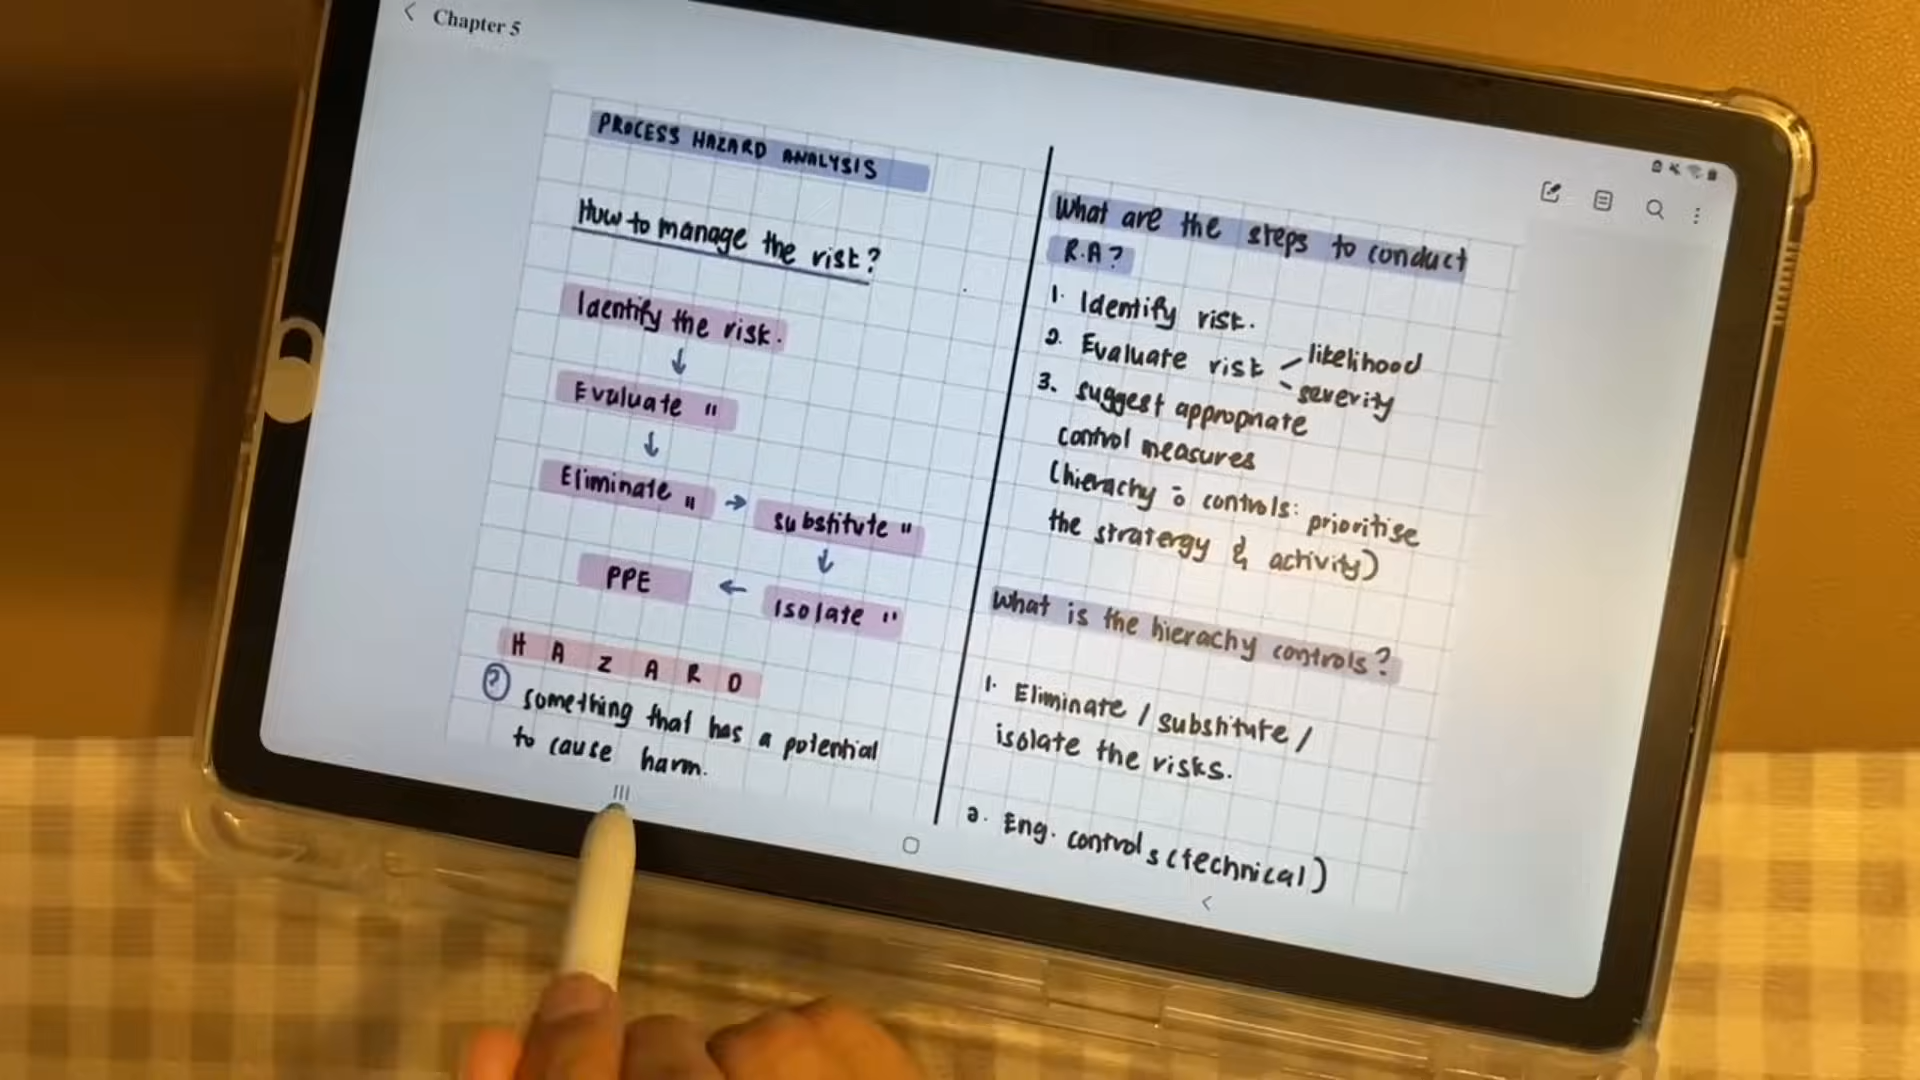 Chapter 5
PROCESS HAZARD ANALYSIS
How to manage the risk?
Identify the risk.
↓
Evaluate "
↓
Eliminate " → substitute "
↓
PPE ← isolate "
HAZARD
? something that has a potential
to cause harm.
What are the steps to conduct
R.A?
1. Identify risk.
2. Evaluate risk - likelihood
- severity
3. suggest appropriate
control measures
(hierachy : controls: prioritise
the stratergy & activity)
What is the hierachy controls?
1. Eliminate / substitute /
isolate the risks.
2. Eng. controls (technical)